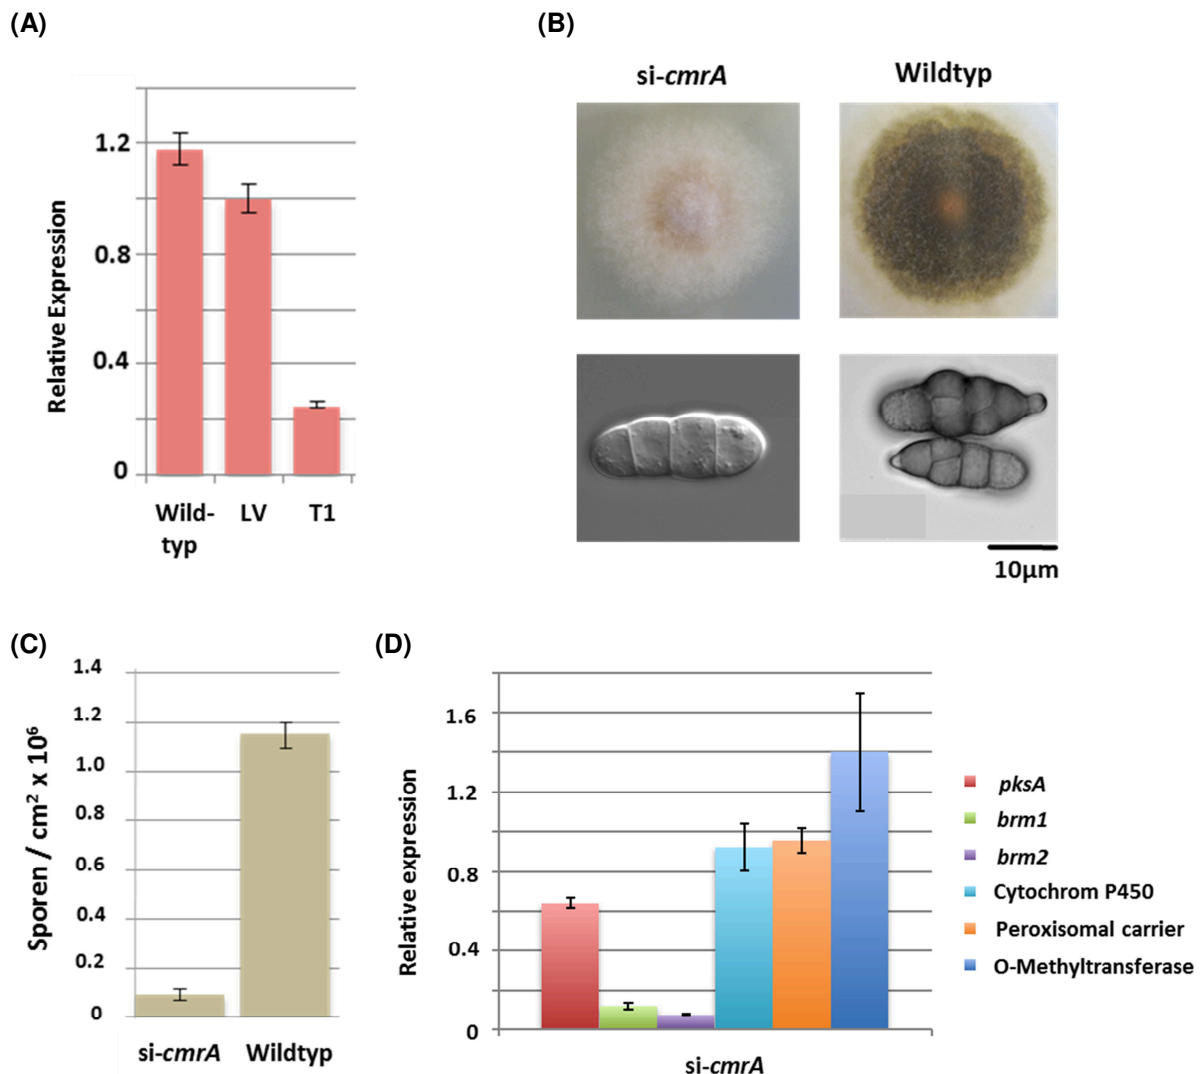 (A)
Relative Expression
1.2
0.8
0.4
0
Wild-
typ
LV
T1
(B)
si-cmrA
Wildtyp
10µm
(C)
Sporen / cm² x 10⁶
1.4
1.2
1.0
0.8
0.6
0.4
0.2
0
si-cmrA
Wildtyp
(D)
Relative expression
1.6
1.2
0.8
0.4
0
si-cmrA
pksA
brm1
brm2
Cytochrom P450
Peroxisomal carrier
O-Methyltransferase